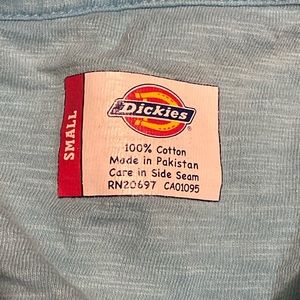 SMALL
Dickies
100% Cotton
Made in Pakistan
Care in Side Seam
RN20697 CA01095